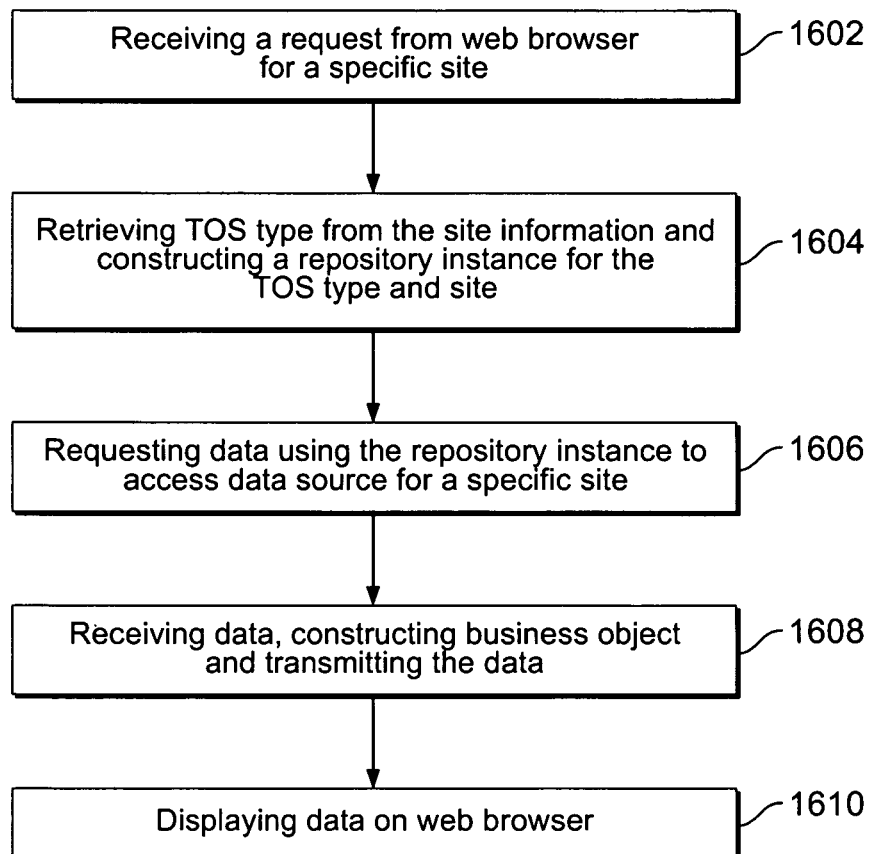 Receiving a request from web browser
for a specific site
1602
Retrieving TOS type from the site information and
constructing a repository instance for the
TOS type and site
1604
Requesting data using the repository instance to
access data source for a specific site
1606
Receiving data, constructing business object
and transmitting the data
1608
Displaying data on web browser
1610